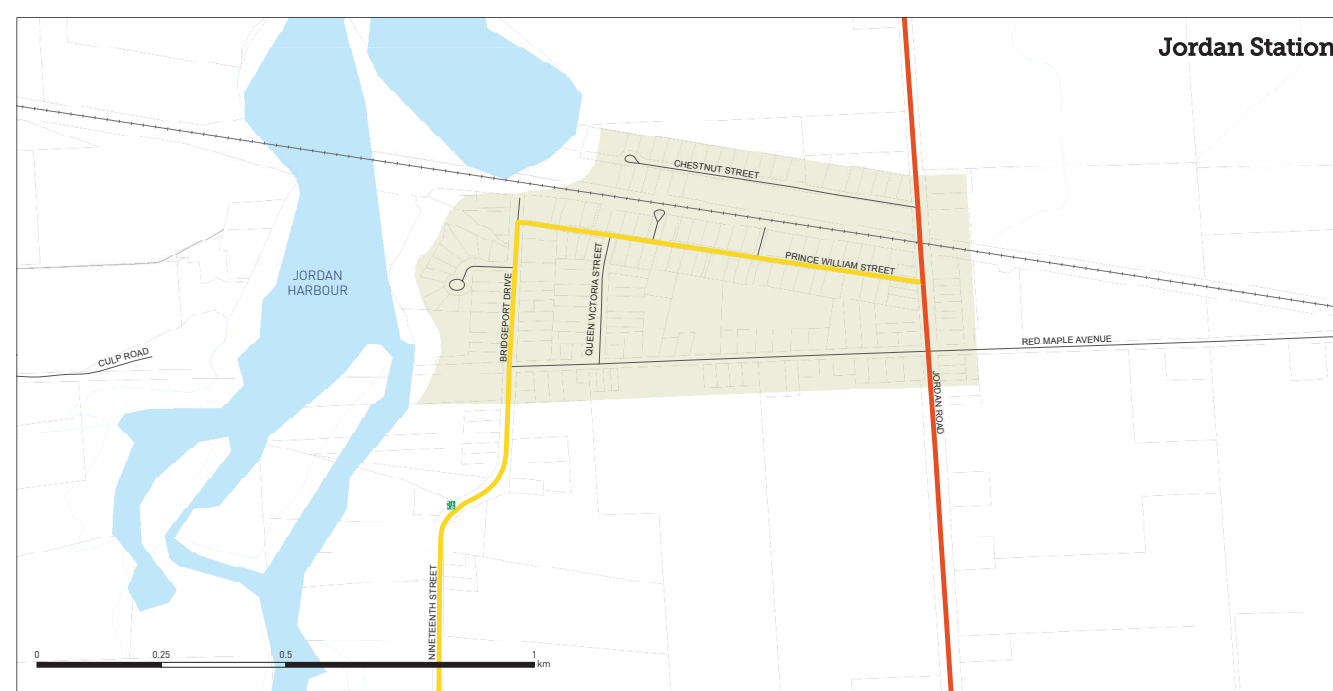 Jordan Station
CHESTNUT STREET
PRINCE WILLIAM STREET
QUEEN VICTORIA STREET
BRIDGEPORT DRIVE
JORDAN
HARBOUR
RED MAPLE AVENUE
CULP ROAD
JORDAN ROAD
NINETEENTH STREET
0 0.25 0.5 1
km